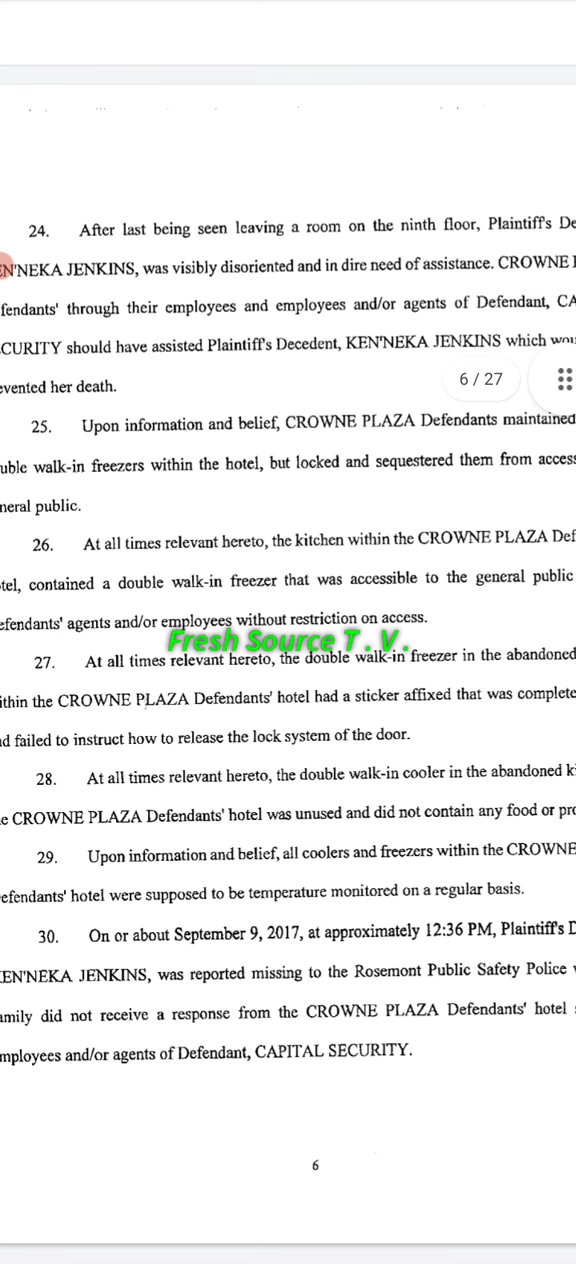 24. After last being seen leaving a room on the ninth floor, Plaintiff's De
EN'NEKA JENKINS, was visibly disoriented and in dire need of assistance. CROWNE
fendants' through their employees and employees and/or agents of Defendant, CA
CURITY should have assisted Plaintiff's Decedent, KEN'NEKA JENKINS which
evented her death.
6 / 27
25. Upon information and belief, CROWNE PLAZA Defendants maintained
uble walk-in freezers within the hotel, but locked and sequestered them from access
neral public.
26. At all times relevant hereto, the kitchen within the CROWNE PLAZA Def
tel, contained a double walk-in freezer that was accessible to the general public
efendants' agents and/or employees without restriction on access.
Fresh Source T.V.
27. At all times relevant hereto, the double walk-in freezer in the abandoned
ithin the CROWNE PLAZA Defendants' hotel had a sticker affixed that was complete
d failed to instruct how to release the lock system of the door.
28. At all times relevant hereto, the double walk-in cooler in the abandoned k
e CROWNE PLAZA Defendants' hotel was unused and did not contain any food or pro
29. Upon information and belief, all coolers and freezers within the CROWNE
efendants' hotel were supposed to be temperature monitored on a regular basis.
30. On or about September 9, 2017, at approximately 12:36 PM, Plaintiff's D
EN'NEKA JENKINS, was reported missing to the Rosemont Public Safety Police
amily did not receive a response from the CROWNE PLAZA Defendants' hotel
mployees and/or agents of Defendant, CAPITAL SECURITY.
6